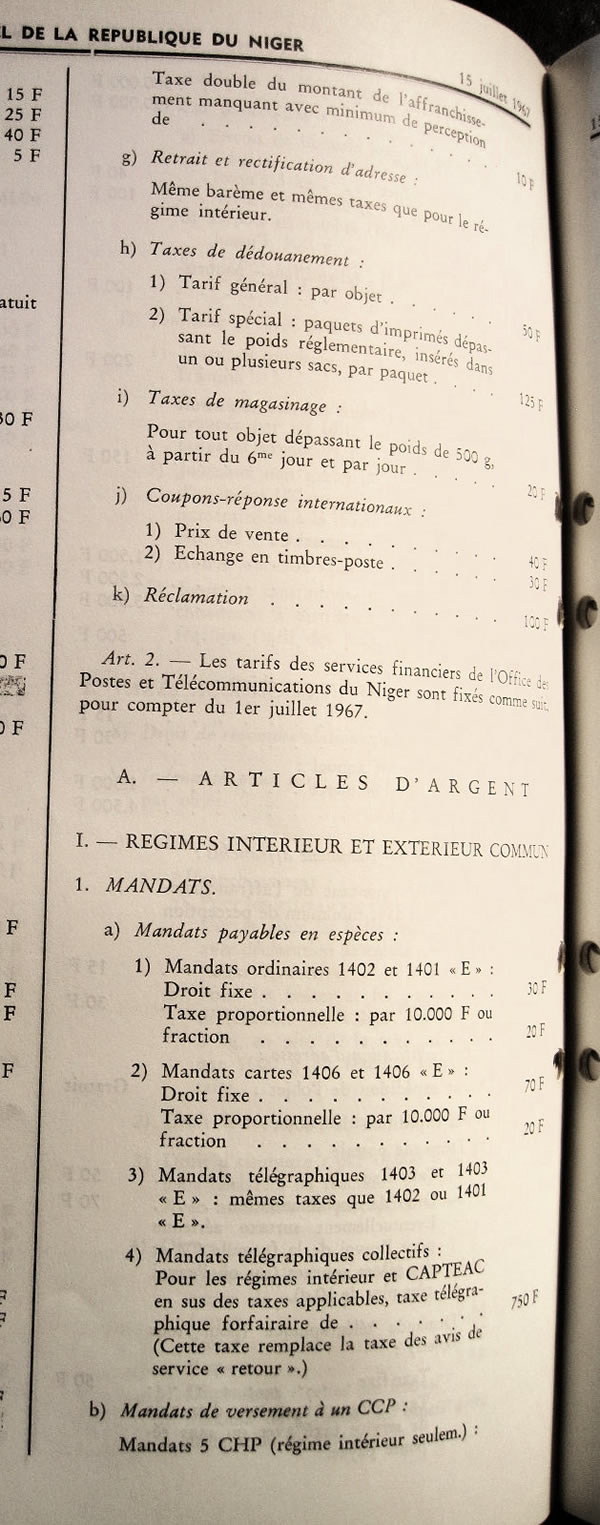 L DE LA REPUBLIQUE DU NIGER
15 juillet 1967
15 F
25 F
40 F
5 F
atuit
30 F
5 F
0 F
0 F
0 F
F
F
F
F
Taxe double du montant de l'affranchisse-
ment manquant avec minimum de perception
de . . . . . . . . . . . 10 F
g) Retrait et rectification d'adresse :
Même barème et mêmes taxes que pour le ré-
gime intérieur.
h) Taxes de dédouanement :
1) Tarif général : par objet . . . . . 50 F
2) Tarif spécial : paquets d'imprimés dépas-
sant le poids réglementaire, insérés dans
un ou plusieurs sacs, par paquet . . . 125 F
i) Taxes de magasinage :
Pour tout objet dépassant le poids de 500 g,
à partir du 6me jour et par jour . . . . 20 F
j) Coupons-réponse internationaux :
1) Prix de vente . . . . . . . . . 40 F
2) Echange en timbres-poste . . . . . 30 F
k) Réclamation . . . . . . . . . . 100 F
Art. 2. — Les tarifs des services financiers de l'Office des
Postes et Télécommunications du Niger sont fixés comme suit,
pour compter du 1er juillet 1967.
A. — ARTICLES D'ARGENT
I. — REGIMES INTERIEUR ET EXTERIEUR COMMUN
1. MANDATS.
a) Mandats payables en espèces :
1) Mandats ordinaires 1402 et 1401 « E » :
Droit fixe . . . . . . . . . . . 30 F
Taxe proportionnelle : par 10.000 F ou
fraction . . . . . . . . . . . 20 F
2) Mandats cartes 1406 et 1406 « E » :
Droit fixe . . . . . . . . . . . 70 F
Taxe proportionnelle : par 10.000 F ou
fraction . . . . . . . . . . . 20 F
3) Mandats télégraphiques 1403 et 1403
« E » : mêmes taxes que 1402 ou 1401
« E ».
4) Mandats télégraphiques collectifs :
Pour les régimes intérieur et CAPTEAC
en sus des taxes applicables, taxe télégra-
phique forfairaire de . . . . . . . 750 F
(Cette taxe remplace la taxe des avis de
service « retour ».)
b) Mandats de versement à un CCP :
Mandats 5 CHP (régime intérieur seulem.) :